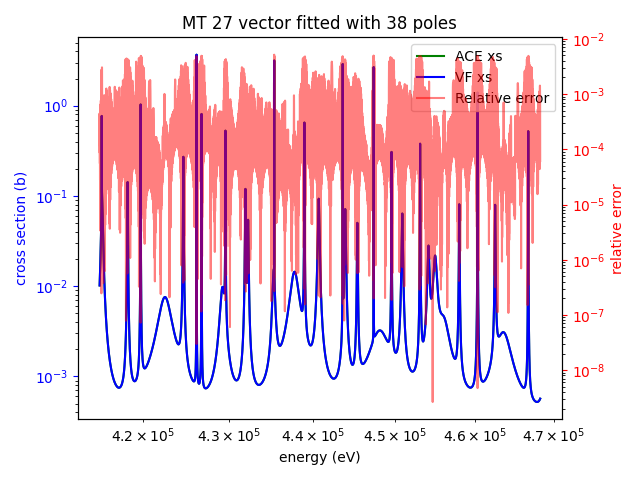 MT 27 vector fitted with 38 poles
ACE xs
VF xs
Relative error
cross section (b)
10⁰
10⁻¹
10⁻²
10⁻³
10⁻²
10⁻³
10⁻⁴
10⁻⁵
10⁻⁶
10⁻⁷
10⁻⁸
relative error
4.2 × 10⁵ 4.3 × 10⁵ 4.4 × 10⁵ 4.5 × 10⁵ 4.6 × 10⁵ 4.7 × 10⁵
energy (eV)